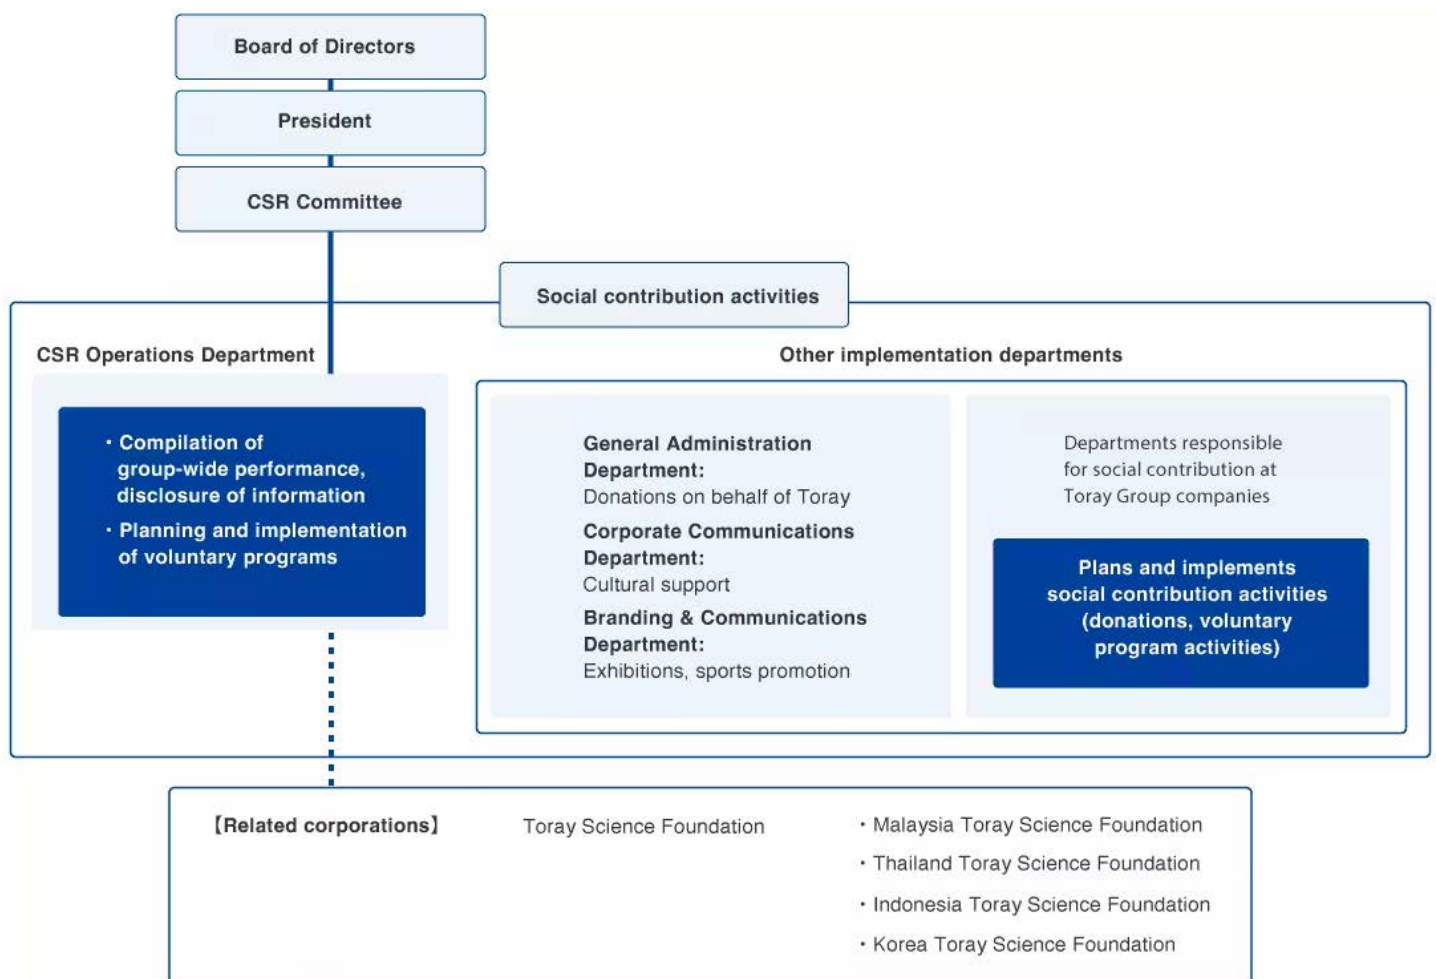 Board of Directors
President
CSR Committee
Social contribution activities
CSR Operations Department
・Compilation of
group-wide performance,
disclosure of information
・Planning and implementation
of voluntary programs
Other implementation departments
General Administration
Department:
Donations on behalf of Toray
Corporate Communications
Department:
Cultural support
Branding & Communications
Department:
Exhibitions, sports promotion
Departments responsible
for social contribution at
Toray Group companies
Plans and implements
social contribution activities
(donations, voluntary
program activities)
【Related corporations】
Toray Science Foundation
・Malaysia Toray Science Foundation
・Thailand Toray Science Foundation
・Indonesia Toray Science Foundation
・Korea Toray Science Foundation